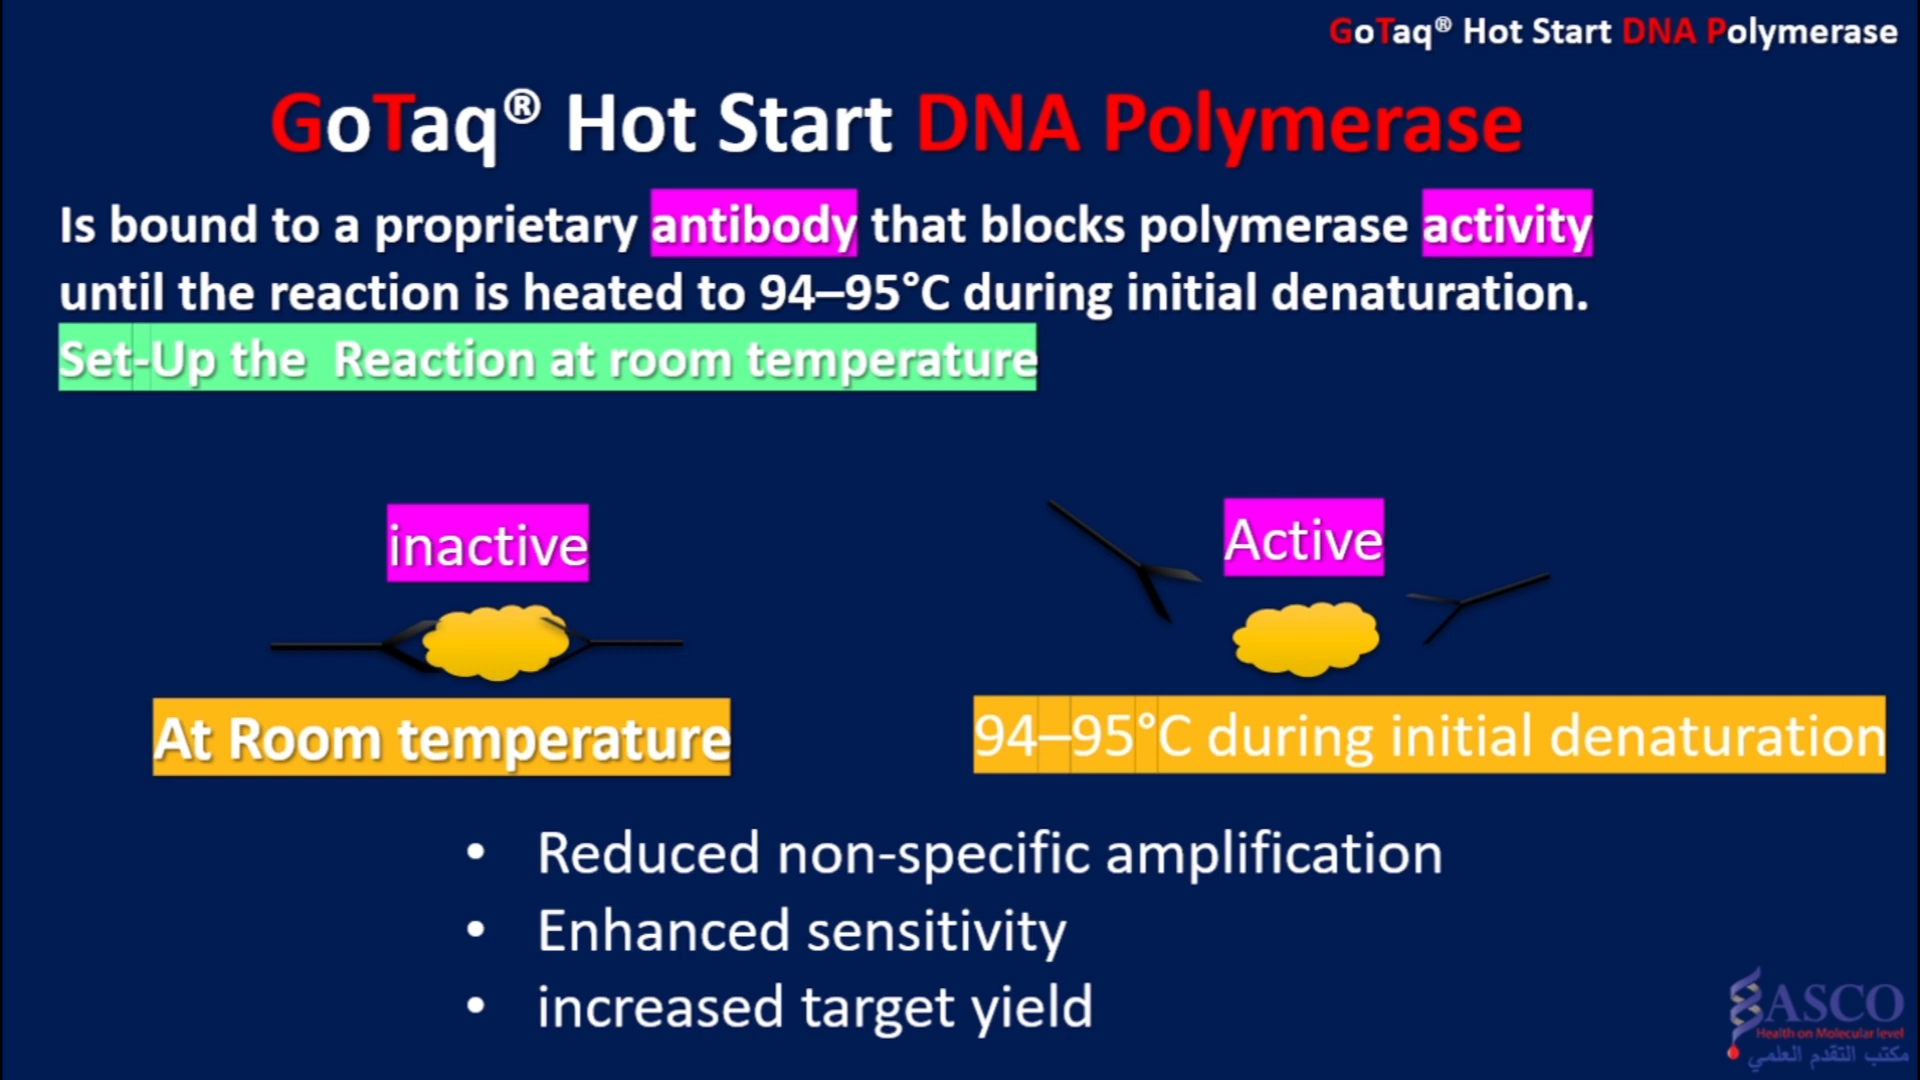 GoTaq® Hot Start DNA Polymerase
GoTaq® Hot Start DNA Polymerase
Is bound to a proprietary antibody that blocks polymerase activity
until the reaction is heated to 94–95°C during initial denaturation.
Set-Up the  Reaction at room temperature
inactive
Active
At Room temperature
94–95°C during initial denaturation
• Reduced non-specific amplification
• Enhanced sensitivity
• increased target yield
ASCO
Health on Molecular level
مكتب التقدم العلمي